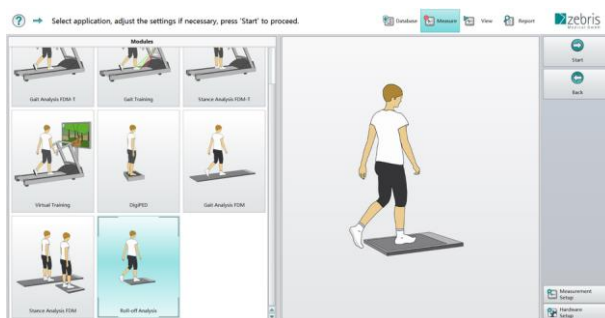 Select application, adjust the settings if necessary, press 'Start' to proceed.
Database
Measure
View
Report
zebris
Medical GmbH
Modules
Gait Analysis FDM-T
Gait Training
Stance Analysis FDM-T
Virtual Training
DigiPED
Gait Analysis FDM
Stance Analysis FDM
Roll-off Analysis
Start
Back
Measurement
Setup
Hardware
Setup